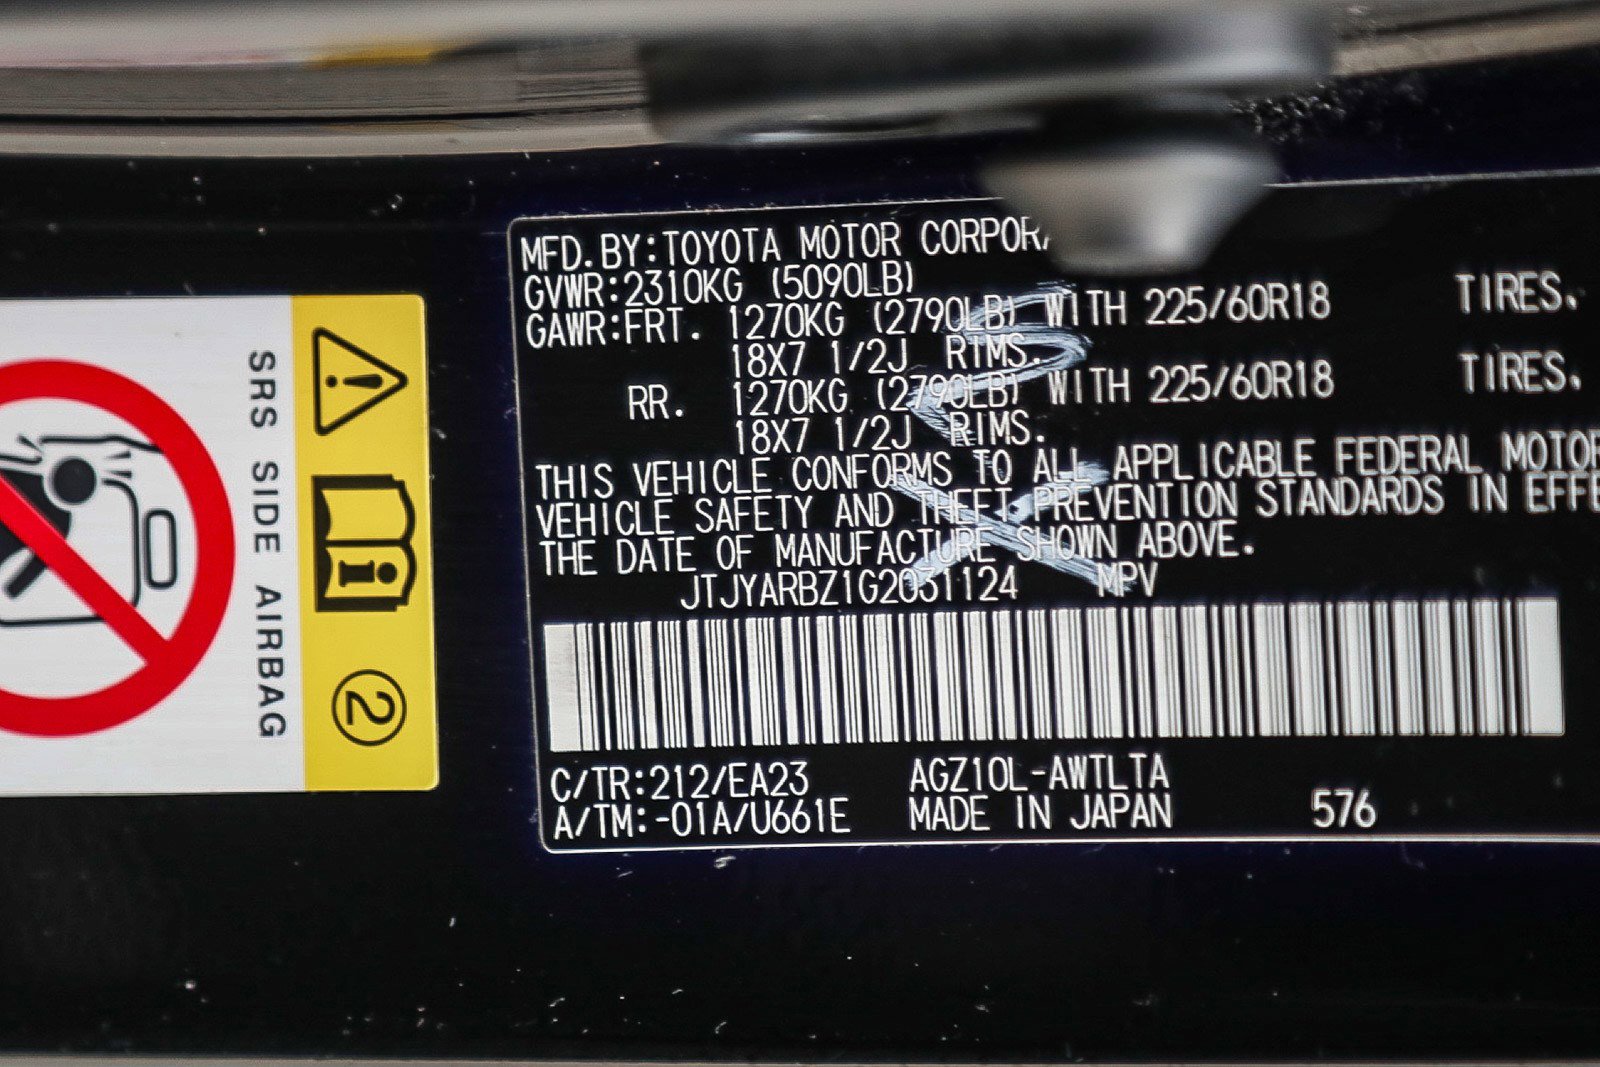 MFD.BY:TOYOTA MOTOR
GVWR:2310KG (5090LB)
GAWR:FRT. 1270KG (2790LB) WITH 225/60R18 TIRES.
18X7 1/2J RIMS.
RR. 1270KG (2790LB) WITH 225/60R18 TIRES.
18X7 1/2J RIMS.
THIS VEHICLE CONFORMS TO ALL APPLICABLE FEDERAL MOTOR
VEHICLE SAFETY AND THEFT PREVENTION STANDARDS IN
THE DATE OF MANUFACTURE SHOWN ABOVE.
JTJYARBZ1G2031124 MPV
C/TR:212/EA23 AGZ10L-AWTLTA
A/TM:-01A/U661E MADE IN JAPAN 576
SRS SIDE AIRBAG
2